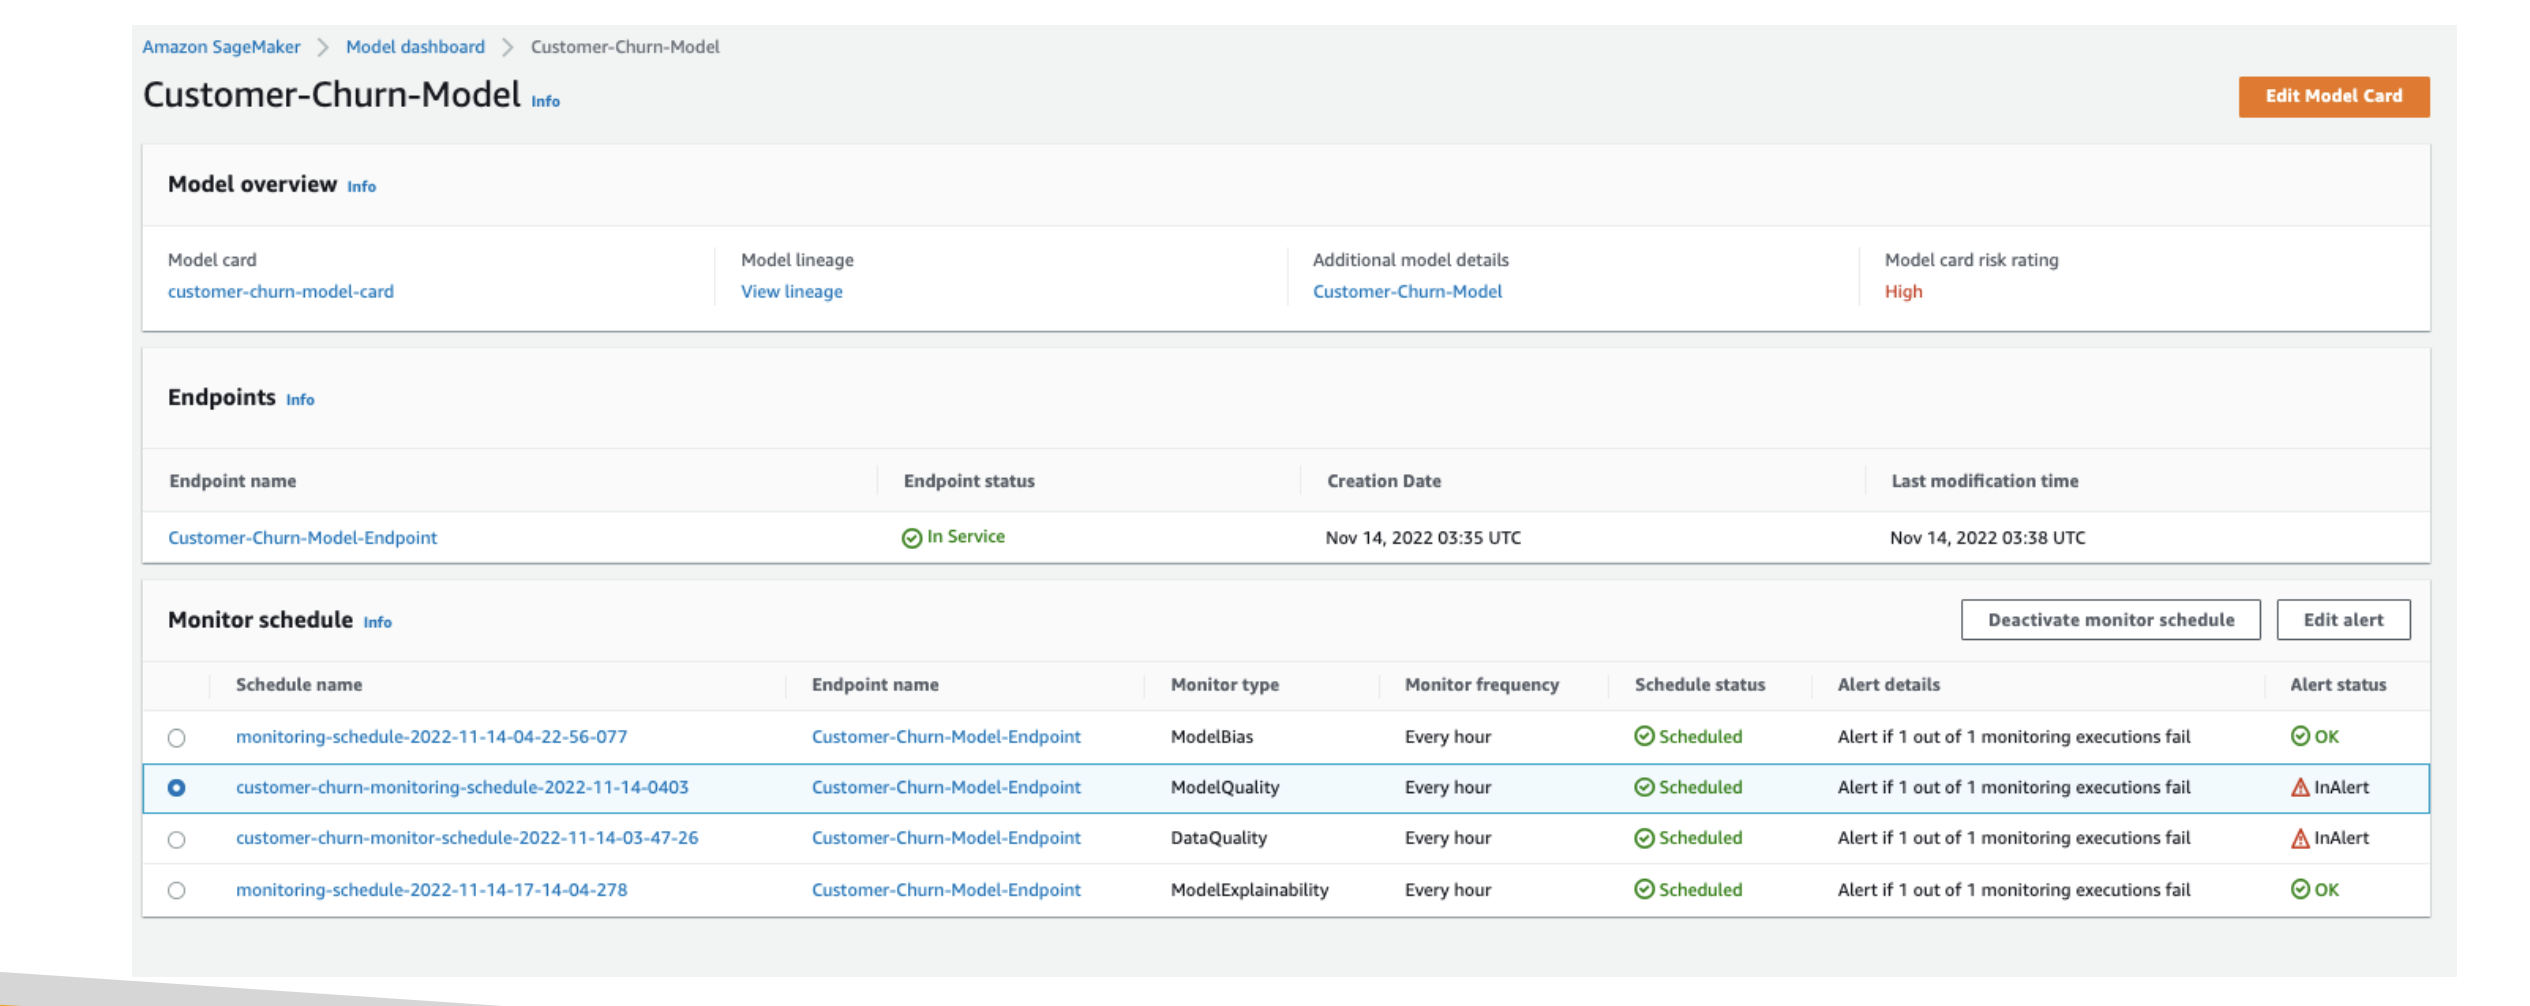 Amazon SageMaker > Model dashboard > Customer-Churn-Model
Customer-Churn-Model Info
Edit Model Card
Model overview Info
Model card Model lineage Additional model details Model card risk rating
customer-churn-model-card View lineage Customer-Churn-Model High
Endpoints Info
Endpoint name Endpoint status Creation Date Last modification time
Customer-Churn-Model-Endpoint In Service Nov 14, 2022 03:35 UTC Nov 14, 2022 03:38 UTC
Monitor schedule Info Deactivate monitor schedule Edit alert
Schedule name Endpoint name Monitor type Monitor frequency Schedule status Alert details Alert status
monitoring-schedule-2022-11-14-04-22-56-077 Customer-Churn-Model-Endpoint ModelBias Every hour Scheduled Alert if 1 out of 1 monitoring executions fail OK
customer-churn-monitoring-schedule-2022-11-14-0403 Customer-Churn-Model-Endpoint ModelQuality Every hour Scheduled Alert if 1 out of 1 monitoring executions fail InAlert
customer-churn-monitor-schedule-2022-11-14-03-47-26 Customer-Churn-Model-Endpoint DataQuality Every hour Scheduled Alert if 1 out of 1 monitoring executions fail InAlert
monitoring-schedule-2022-11-14-17-14-04-278 Customer-Churn-Model-Endpoint ModelExplainability Every hour Scheduled Alert if 1 out of 1 monitoring executions fail OK